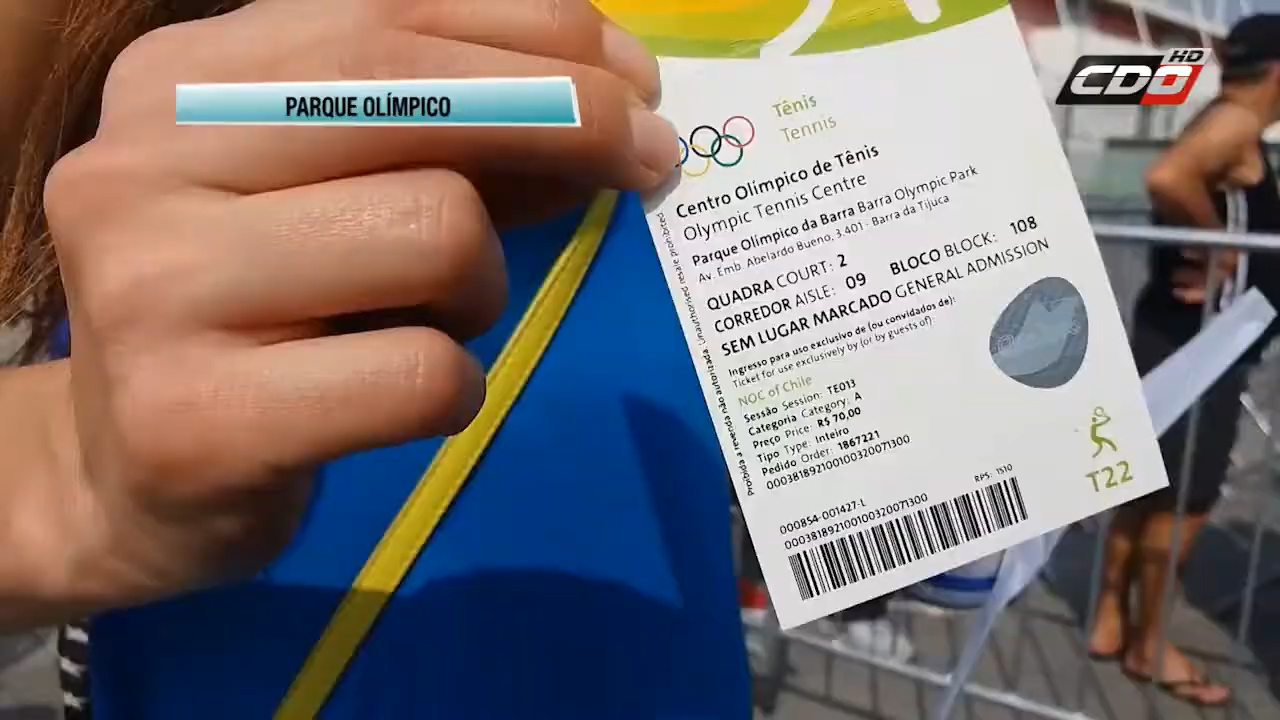 PARQUE OLÍMPICO
CDO HD
Tênis
Tennis
Centro Olímpico de Tênis
Olympic Tennis Centre
Parque Olímpico da Barra Barra Olympic Park
Av. Emb. Abelardo Bueno, 3.401 - Barra da Tijuca
QUADRA COURT: 2
CORREDOR AISLE: 09 BLOCO BLOCK: 108
SEM LUGAR MARCADO GENERAL ADMISSION
Ingresso para uso exclusivo de (ou convidados de):
Ticket for use exclusively by (or by guests of):
NOC of Chile
Sessão Session: TE013
Categoria Category: A
Preço Price: R$ 70,00
Tipo Type: Inteiro
Pedido Order: 1867221
00038189210010032007​1300
Proibida a revenda não autorizada. Unauthorised resale prohibited.
000854-001427-L
RPS: 1510
000381892100100320071300
T22